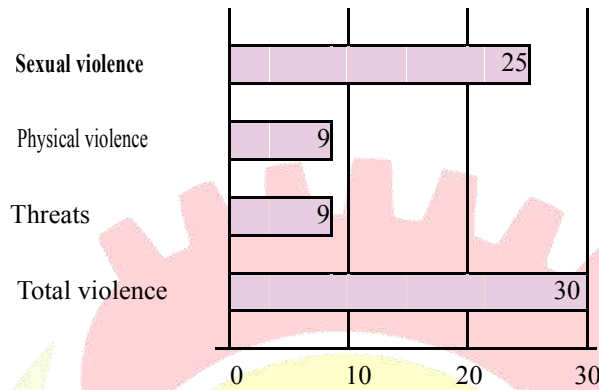 Sexual violence 25
Physical violence 9
Threats 9
Total violence 30
0 10 20 30